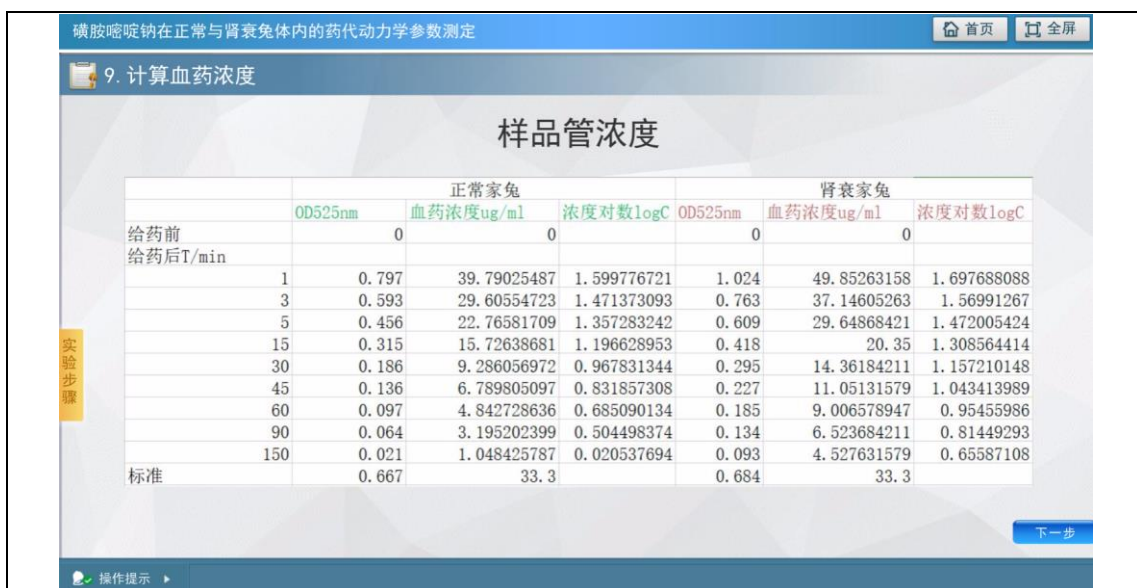 磺胺嘧啶钠在正常与肾衰兔体内的药代动力学参数测定 首页 全屏
9. 计算血药浓度
样品管浓度
正常家兔 肾衰家兔
OD525nm 血药浓度ug/ml 浓度对数logC OD525nm 血药浓度ug/ml 浓度对数logC
给药前 0 0 0 0
给药后T/min
1 0.797 39.79025487 1.599776721 1.024 49.85263158 1.697688088
3 0.593 29.60554723 1.471373093 0.763 37.14605263 1.56991267
5 0.456 22.76581709 1.357283242 0.609 29.64868421 1.472005424
15 0.315 15.72638681 1.196628953 0.418 20.35 1.308564414
30 0.186 9.286056972 0.967831344 0.295 14.36184211 1.157210148
45 0.136 6.789805097 0.831857308 0.227 11.05131579 1.043413989
60 0.097 4.842728636 0.685090134 0.185 9.006578947 0.95455986
90 0.064 3.195202399 0.504498374 0.134 6.523684211 0.81449293
150 0.021 1.048425787 0.020537694 0.093 4.527631579 0.65587108
标准 0.667 33.3 0.684 33.3
实验步骤
下一步
操作提示